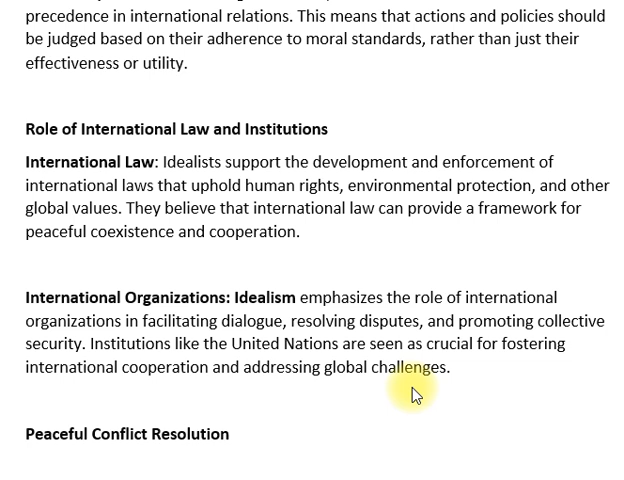 precedence in international relations. This means that actions and policies should
be judged based on their adherence to moral standards, rather than just their
effectiveness or utility.
Role of International Law and Institutions
International Law: Idealists support the development and enforcement of
international laws that uphold human rights, environmental protection, and other
global values. They believe that international law can provide a framework for
peaceful coexistence and cooperation.
International Organizations: Idealism emphasizes the role of international
organizations in facilitating dialogue, resolving disputes, and promoting collective
security. Institutions like the United Nations are seen as crucial for fostering
international cooperation and addressing global challenges.
Peaceful Conflict Resolution